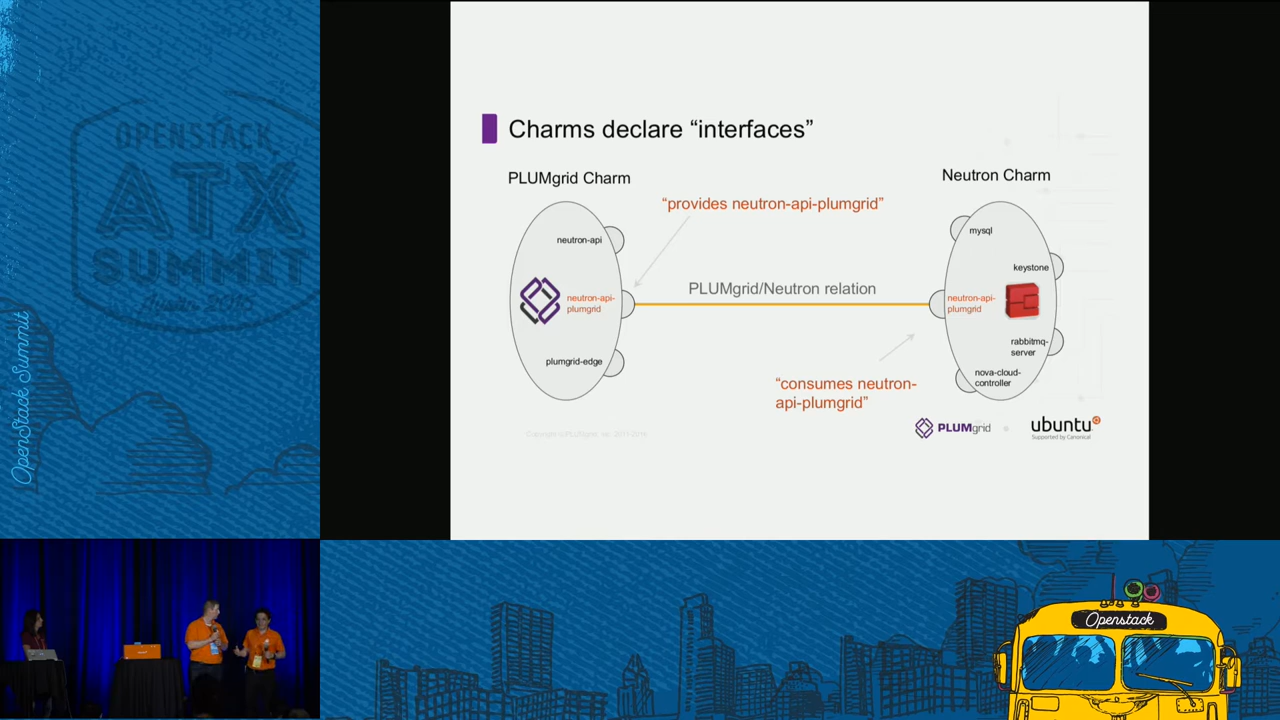 OPENSTACK
ATX
SUMMIT
OpenStack Summit
Charms declare “interfaces”
PLUMgrid Charm
Neutron Charm
“provides neutron-api-plumgrid”
neutron-api
mysql
keystone
PLUMgrid/Neutron relation
neutron-api-
plumgrid
neutron-api-
plumgrid
rabbitmq-
server
plumgrid-edge
nova-cloud-
controller
“consumes neutron-
api-plumgrid”
PLUMgrid
ubuntu
Supported by Canonical
Openstack